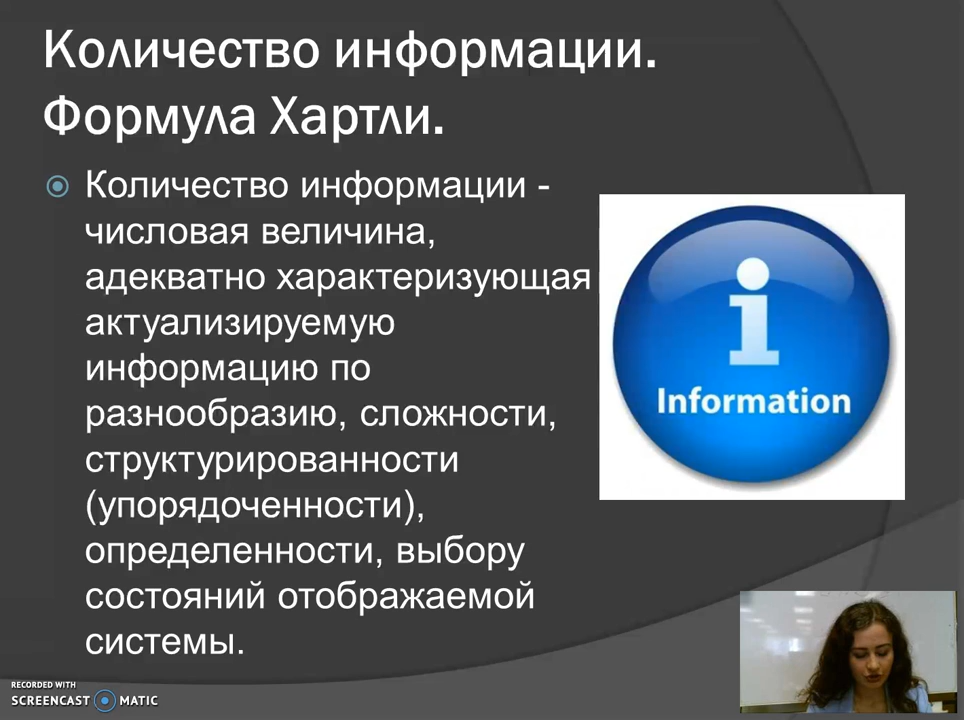 Количество информации.
Формула Хартли.
Количество информации -
числовая величина,
адекватно характеризующая
актуализируемую
информацию по
разнообразию, сложности,
структурированности
(упорядоченности),
определенности, выбору
состояний отображаемой
системы.
i
Information
RECORDED WITH
SCREENCAST MATIC